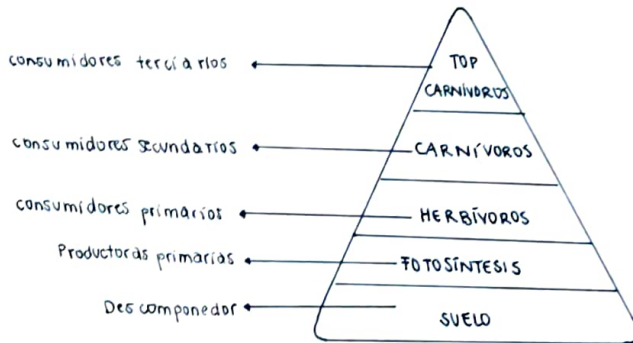 consumidores terciarios
TOP
CARNÍVOROS
consumidores secundarios
CARNÍVOROS
consumidores primarios
HERBÍVOROS
Productoras primarias
FOTOSÍNTESIS
Descomponedor
SUELO